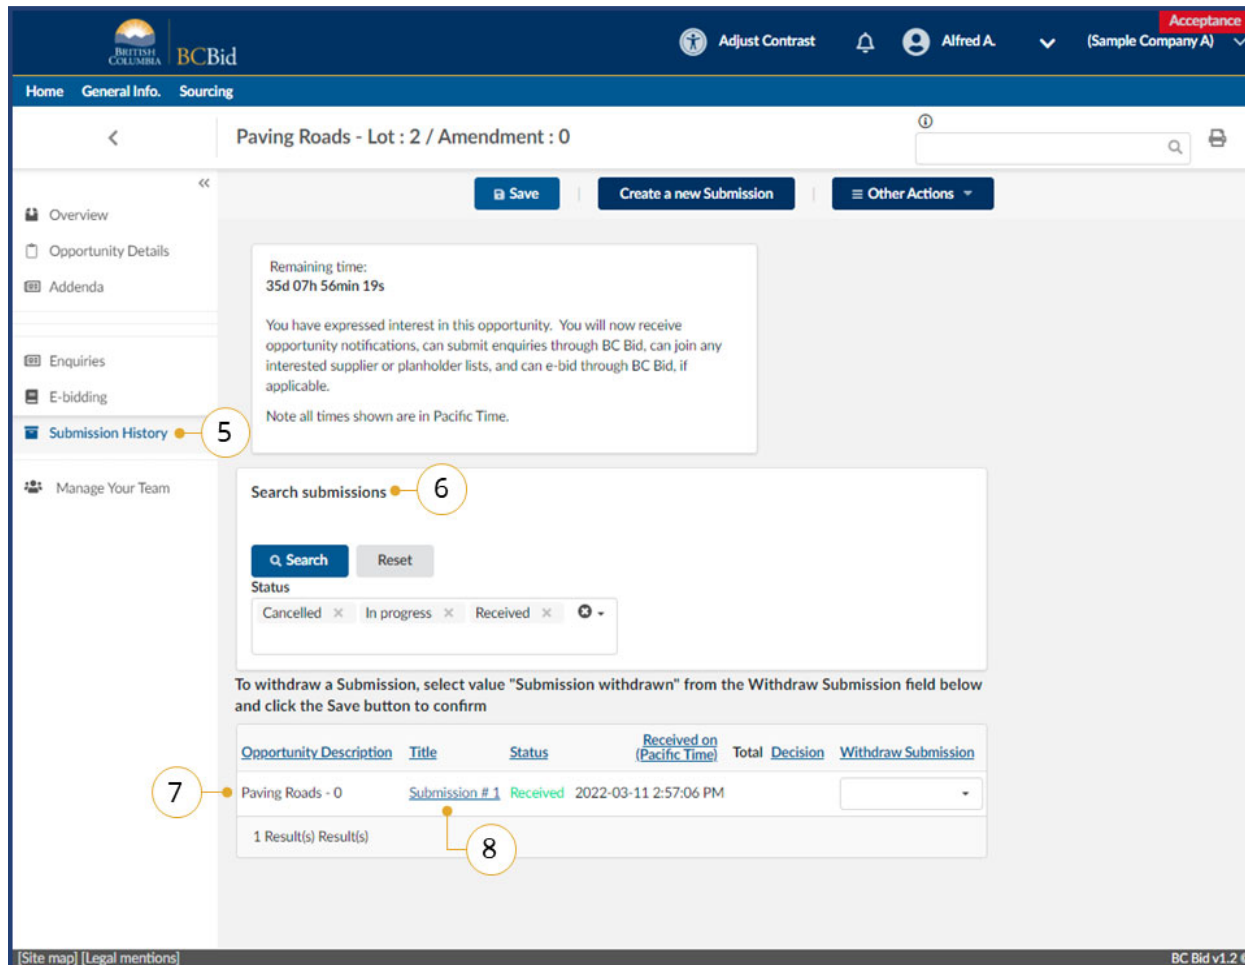 Acceptance
BRITISH COLUMBIA
BCBid
Adjust Contrast
Alfred A.
(Sample Company A)
Home General Info. Sourcing
Paving Roads - Lot : 2 / Amendment : 0
Save
Create a new Submission
Other Actions
Overview
Opportunity Details
Addenda
Enquiries
E-bidding
Submission History
5
Manage Your Team
Remaining time:
35d 07h 56min 19s
You have expressed interest in this opportunity. You will now receive
opportunity notifications, can submit enquiries through BC Bid, can join any
interested supplier or planholder lists, and can e-bid through BC Bid, if
applicable.
Note all times shown are in Pacific Time.
Search submissions
6
Search Reset
Status
Cancelled × In progress × Received ×
To withdraw a Submission, select value "Submission withdrawn" from the Withdraw Submission field below
and click the Save button to confirm
Opportunity Description Title Status Received on (Pacific Time) Total Decision Withdraw Submission
7
Paving Roads - 0 Submission # 1 Received 2022-03-11 2:57:06 PM
1 Result(s) Result(s)
8
[Site map] [Legal mentions]
BC Bid v1.2 ©